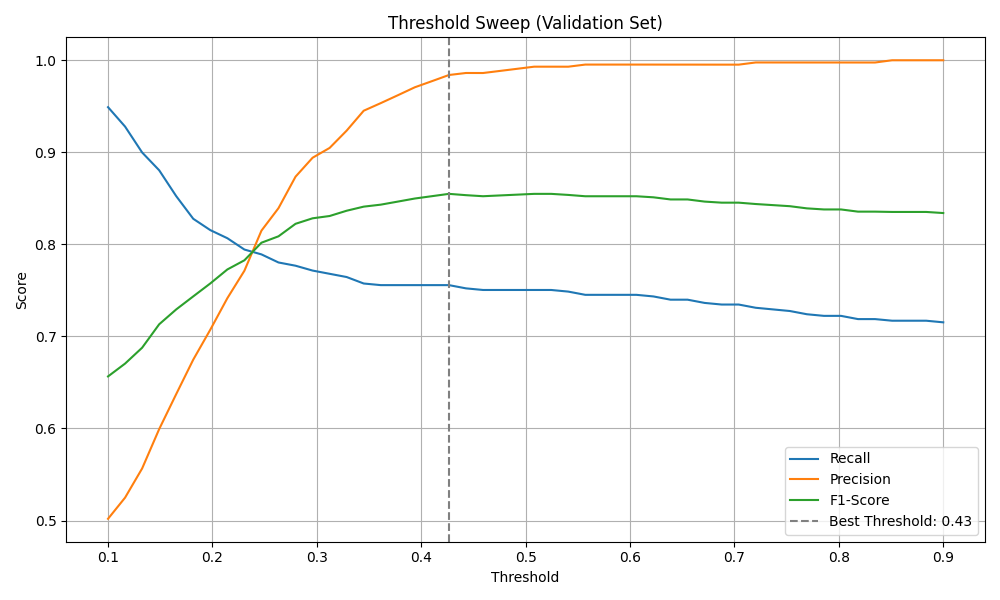 Threshold Sweep (Validation Set)
Score
1.0
0.9
0.8
0.7
0.6
0.5
0.1 0.2 0.3 0.4 0.5 0.6 0.7 0.8 0.9
Threshold
Recall
Precision
F1-Score
Best Threshold: 0.43